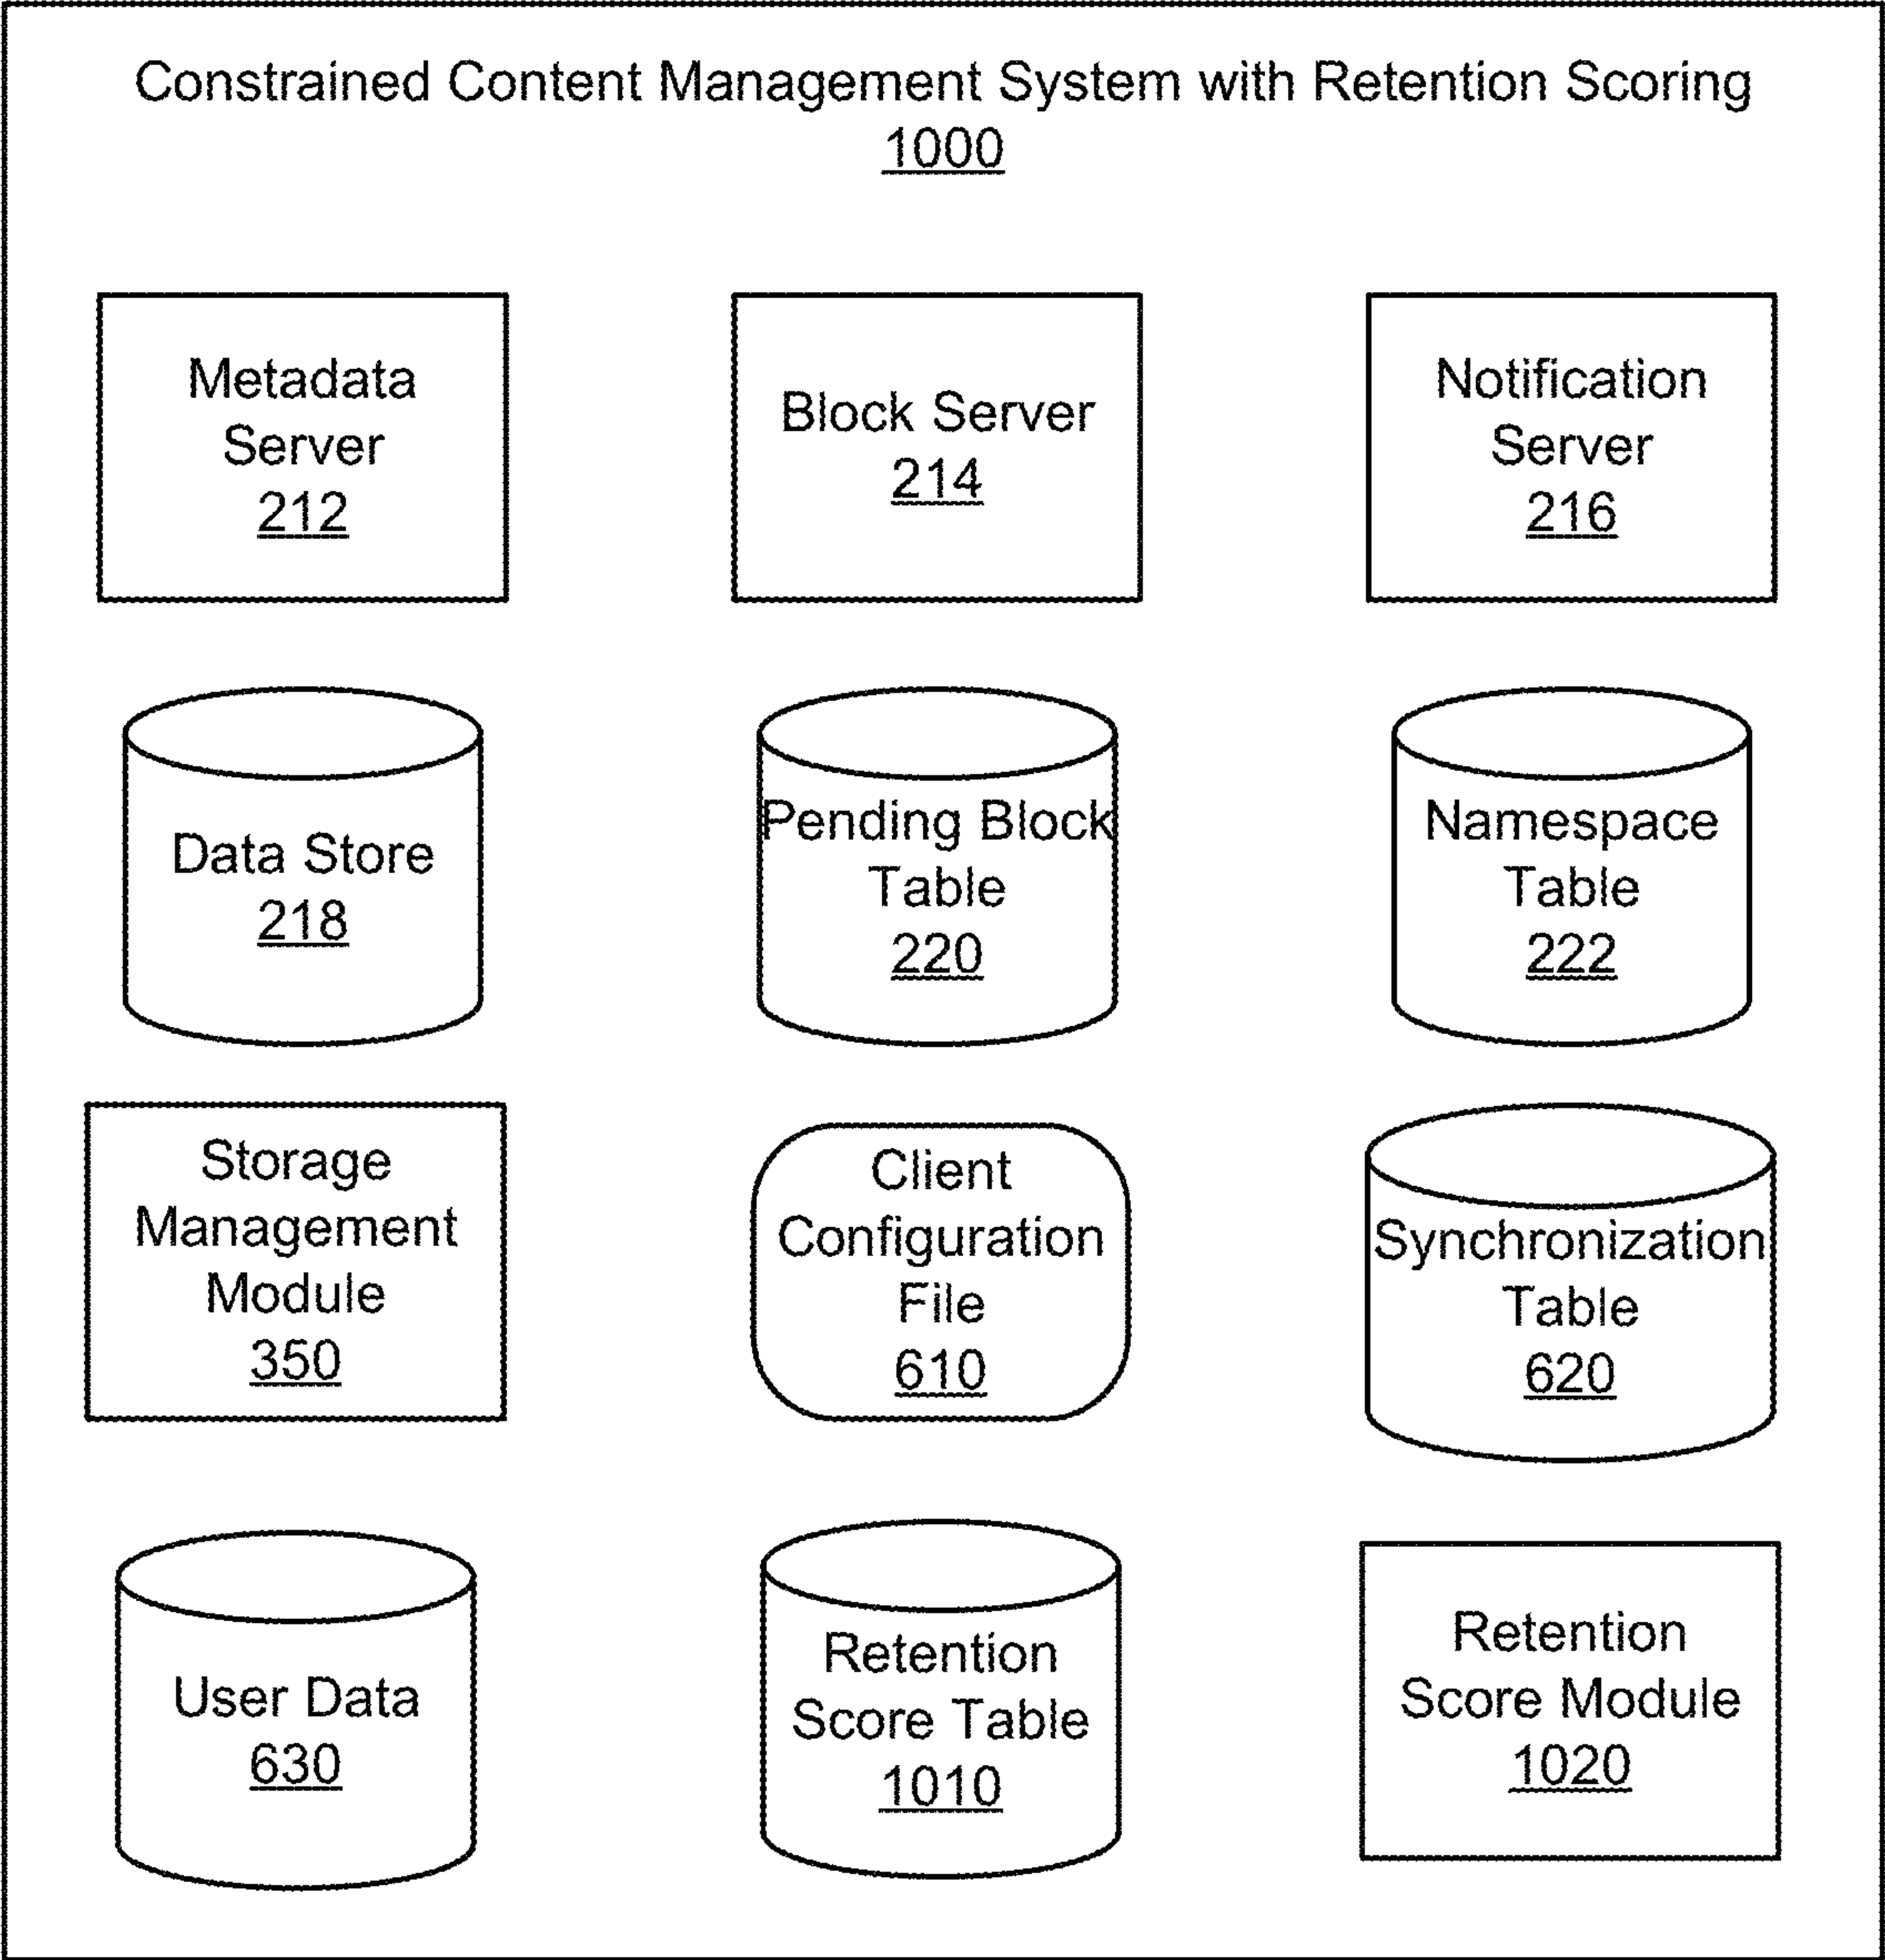 Constrained Content Management System with Retention Scoring
1000
Metadata
Server
212
Block Server
214
Notification
Server
216
Data Store
218
Pending Block
Table
220
Namespace
Table
222
Storage
Management
Module
350
Client
Configuration
File
610
Synchronization
Table
620
User Data
630
Retention
Score Table
1010
Retention
Score Module
1020